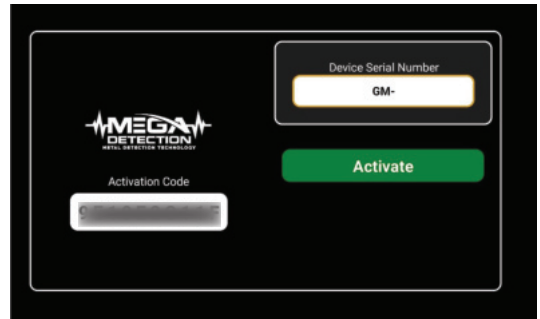 MEGA
DETECTION
METAL DETECTION TECHNOLOGY
Activation Code
Device Serial Number
GM-
Activate